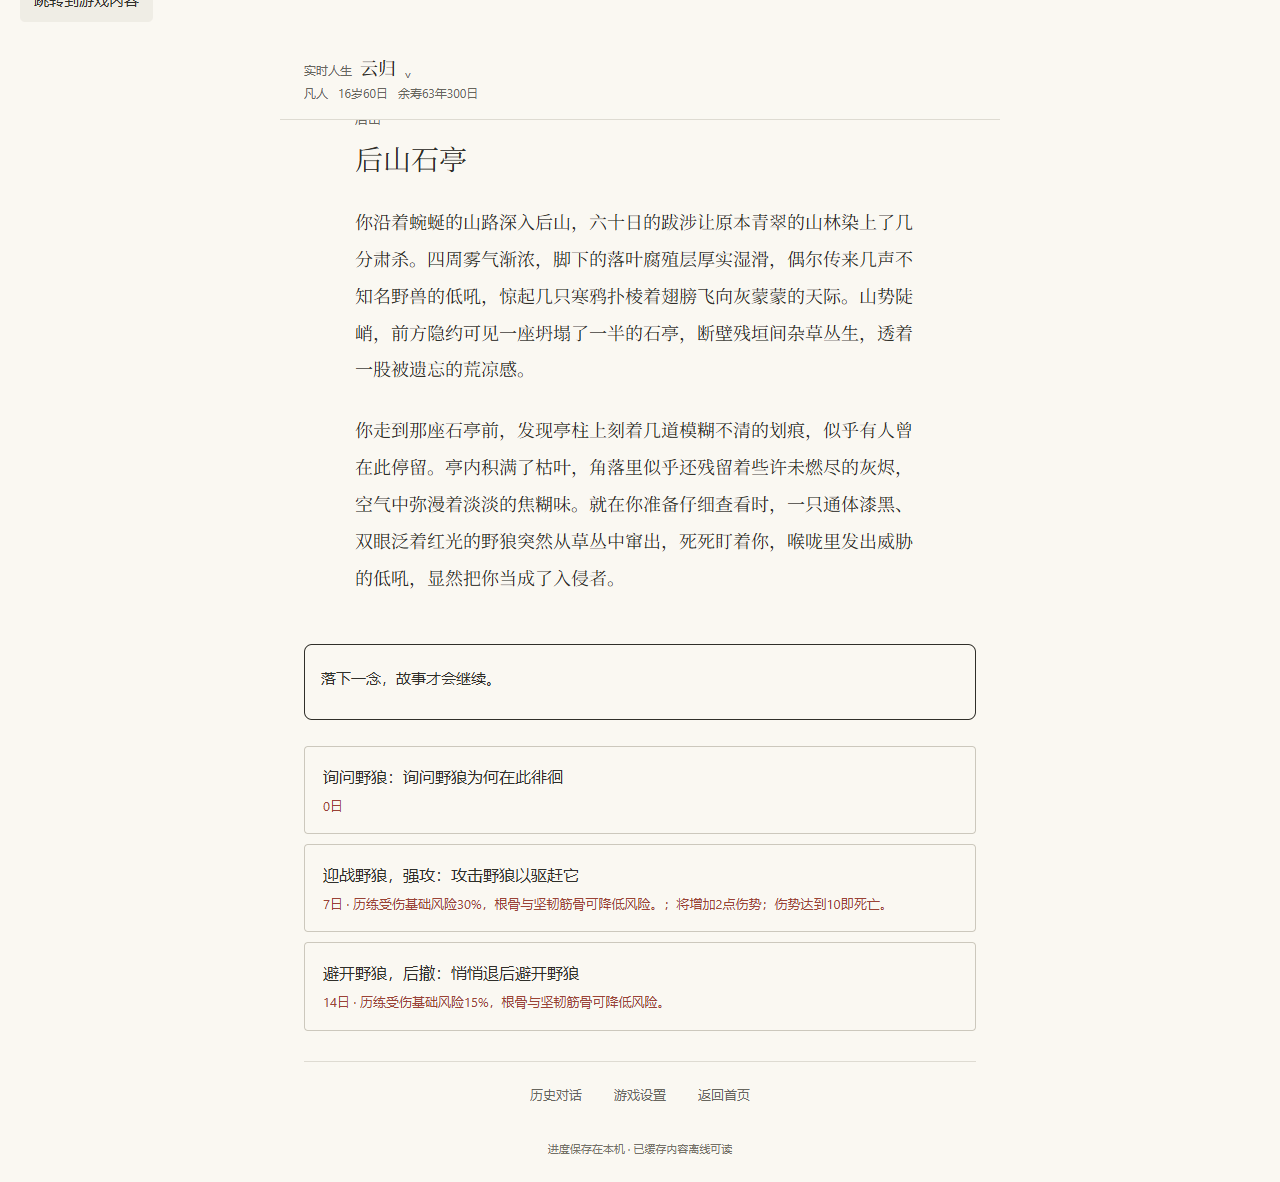 跳转到游戏内容
实时人生 云归 v
凡人 16岁60日 余寿63年300日
后山
后山石亭
你沿着蜿蜒的山路深入后山，六十日的跋涉让原本青翠的山林染上了几
分肃杀。四周雾气渐浓，脚下的落叶腐殖层厚实湿滑，偶尔传来几声不
知名野兽的低吼，惊起几只寒鸦扑棱着翅膀飞向灰蒙蒙的天际。山势陡
峭，前方隐约可见一座坍塌了一半的石亭，断壁残垣间杂草丛生，透着
一股被遗忘的荒凉感。
你走到那座石亭前，发现亭柱上刻着几道模糊不清的划痕，似乎有人曾
在此停留。亭内积满了枯叶，角落里似乎还残留着些许未燃尽的灰烬，
空气中弥漫着淡淡的焦糊味。就在你准备仔细查看时，一只通体漆黑、
双眼泛着红光的野狼突然从草丛中窜出，死死盯着你，喉咙里发出威胁
的低吼，显然把你当成了入侵者。
落下一念，故事才会继续。
询问野狼：询问野狼为何在此徘徊
0日
迎战野狼，强攻：攻击野狼以驱赶它
7日 · 历练受伤基础风险30%，根骨与坚韧筋骨可降低风险。；将增加2点伤势；伤势达到10即死亡。
避开野狼，后撤：悄悄退后避开野狼
14日 · 历练受伤基础风险15%，根骨与坚韧筋骨可降低风险。
历史对话 游戏设置 返回首页
进度保存在本机 · 已缓存内容离线可读